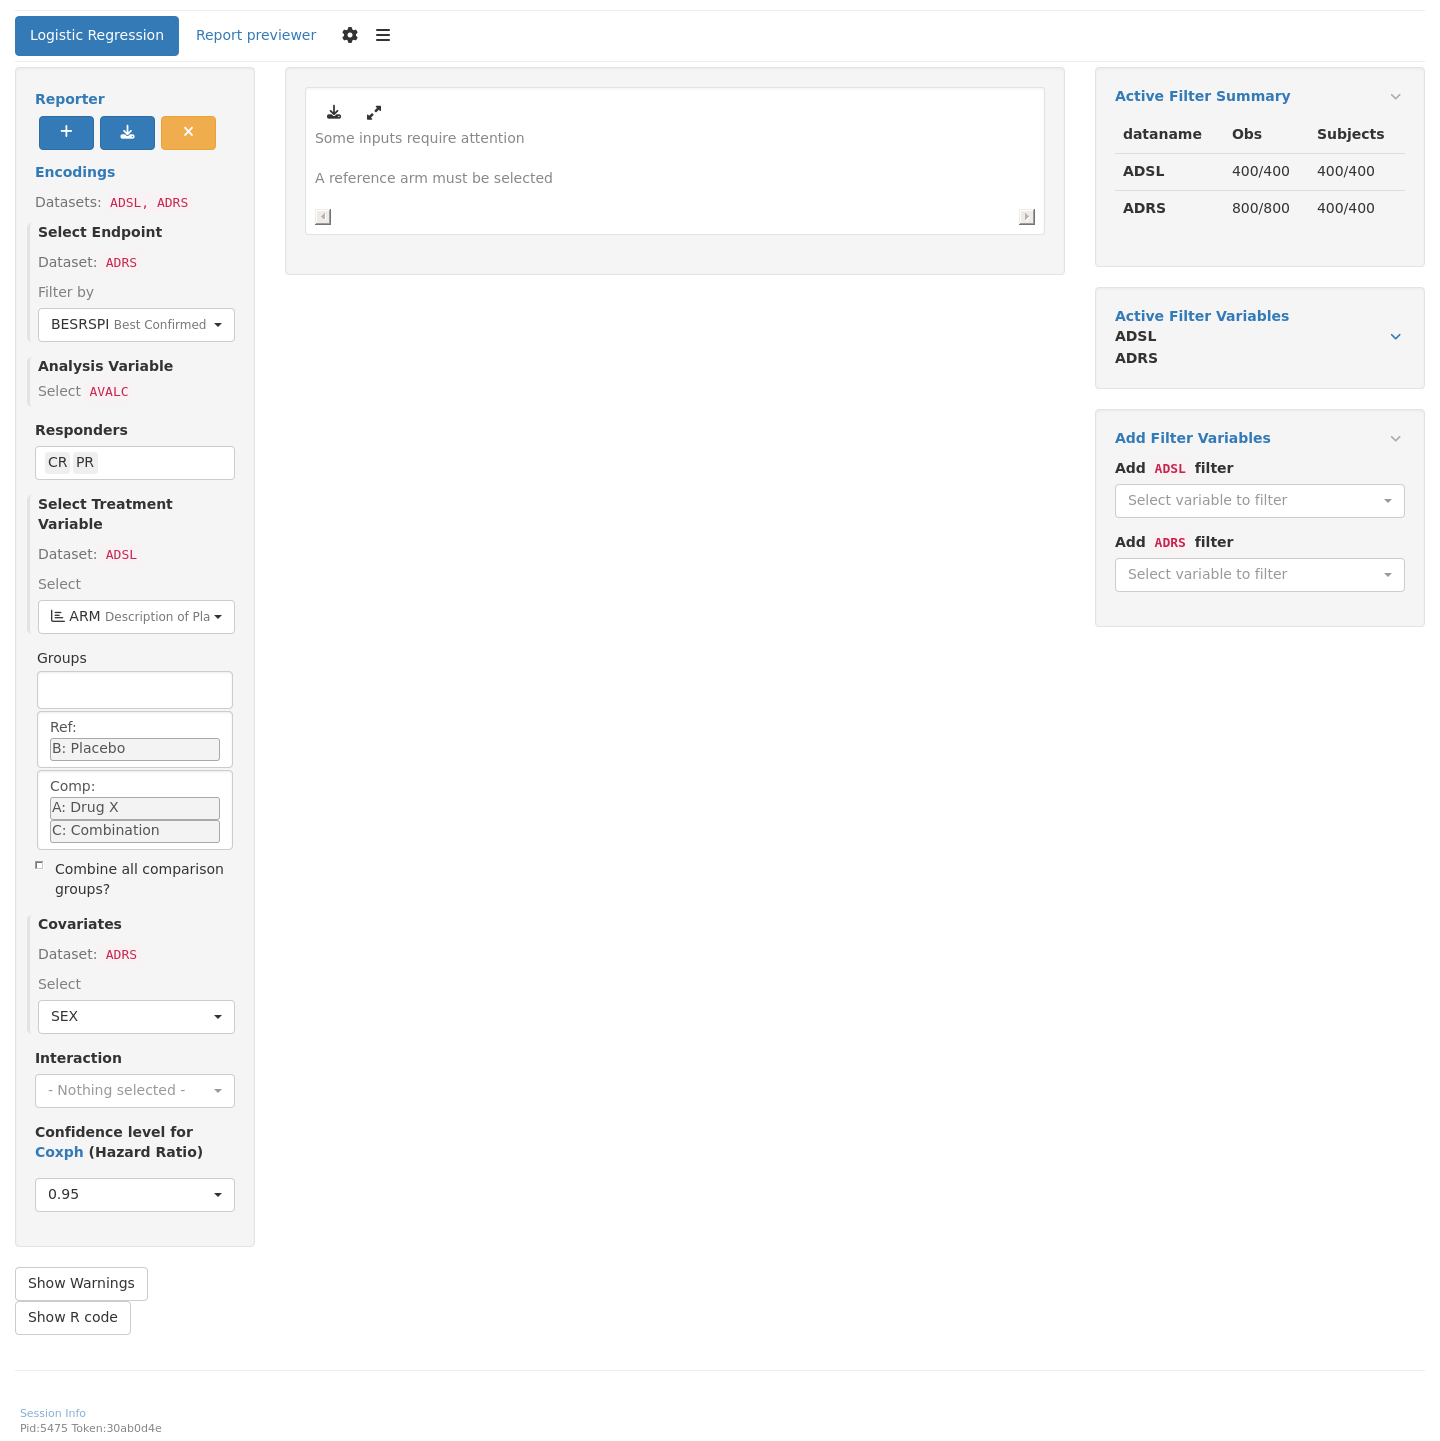 Logistic Regression
Report previewer
Reporter
Encodings
Datasets: ADSL, ADRS
Select Endpoint
Dataset: ADRS
Filter by
BESRSPI Best Confirmed
Analysis Variable
Select AVALC
Responders
CR PR
Select Treatment
Variable
Dataset: ADSL
Select
ARM Description of Pla
Groups
Ref:
B: Placebo
Comp:
A: Drug X
C: Combination
Combine all comparison
groups?
Covariates
Dataset: ADRS
Select
SEX
Interaction
- Nothing selected -
Confidence level for
Coxph (Hazard Ratio)
0.95
Show Warnings
Show R code
Some inputs require attention
A reference arm must be selected
Active Filter Summary
dataname Obs Subjects
ADSL 400/400 400/400
ADRS 800/800 400/400
Active Filter Variables
ADSL
ADRS
Add Filter Variables
Add ADSL filter
Select variable to filter
Add ADRS filter
Select variable to filter
Session Info
Pid:5475 Token:30ab0d4e